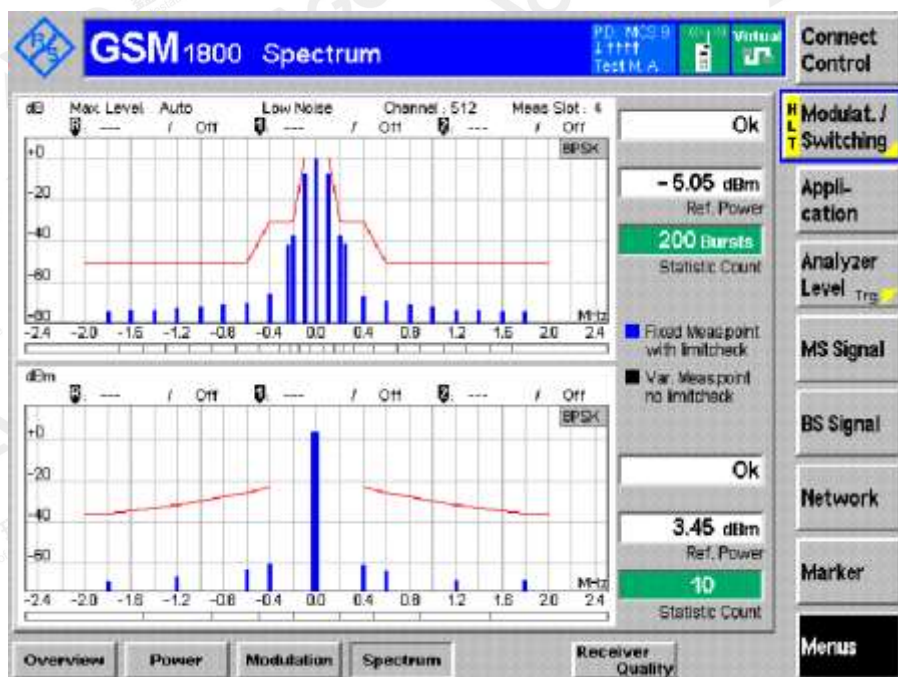 GSM 1800 Spectrum
PD: MCS 9
Test M. A
Virtual
Connect
Control
dB Max. Level Auto Low Noise Channel: 512 Meas Slot: 4
--- / Off --- / Off --- / Off
8PSK
+0
-20
-40
-60
-80
MHz
-2.4 -2.0 -1.6 -1.2 -0.8 -0.4 0.0 0.4 0.8 1.2 1.6 2.0 2.4
Ok
- 5.05 dBm
Ref. Power
200 Bursts
Statistic Count
Fixed Meas point
with limitcheck
Var. Meas point
no limitcheck
dBm
--- / Off --- / Off --- / Off
8PSK
+0
-20
-40
-60
MHz
-2.4 -2.0 -1.6 -1.2 -0.8 -0.4 0.0 0.4 0.8 1.2 1.6 2.0 2.4
Ok
3.45 dBm
Ref. Power
10
Statistic Count
HLT
Modulat. /
Switching
Appli-
cation
Analyzer
Level Trg.
MS Signal
BS Signal
Network
Marker
Menus
Overview
Power
Modulation
Spectrum
Receiver
Quality